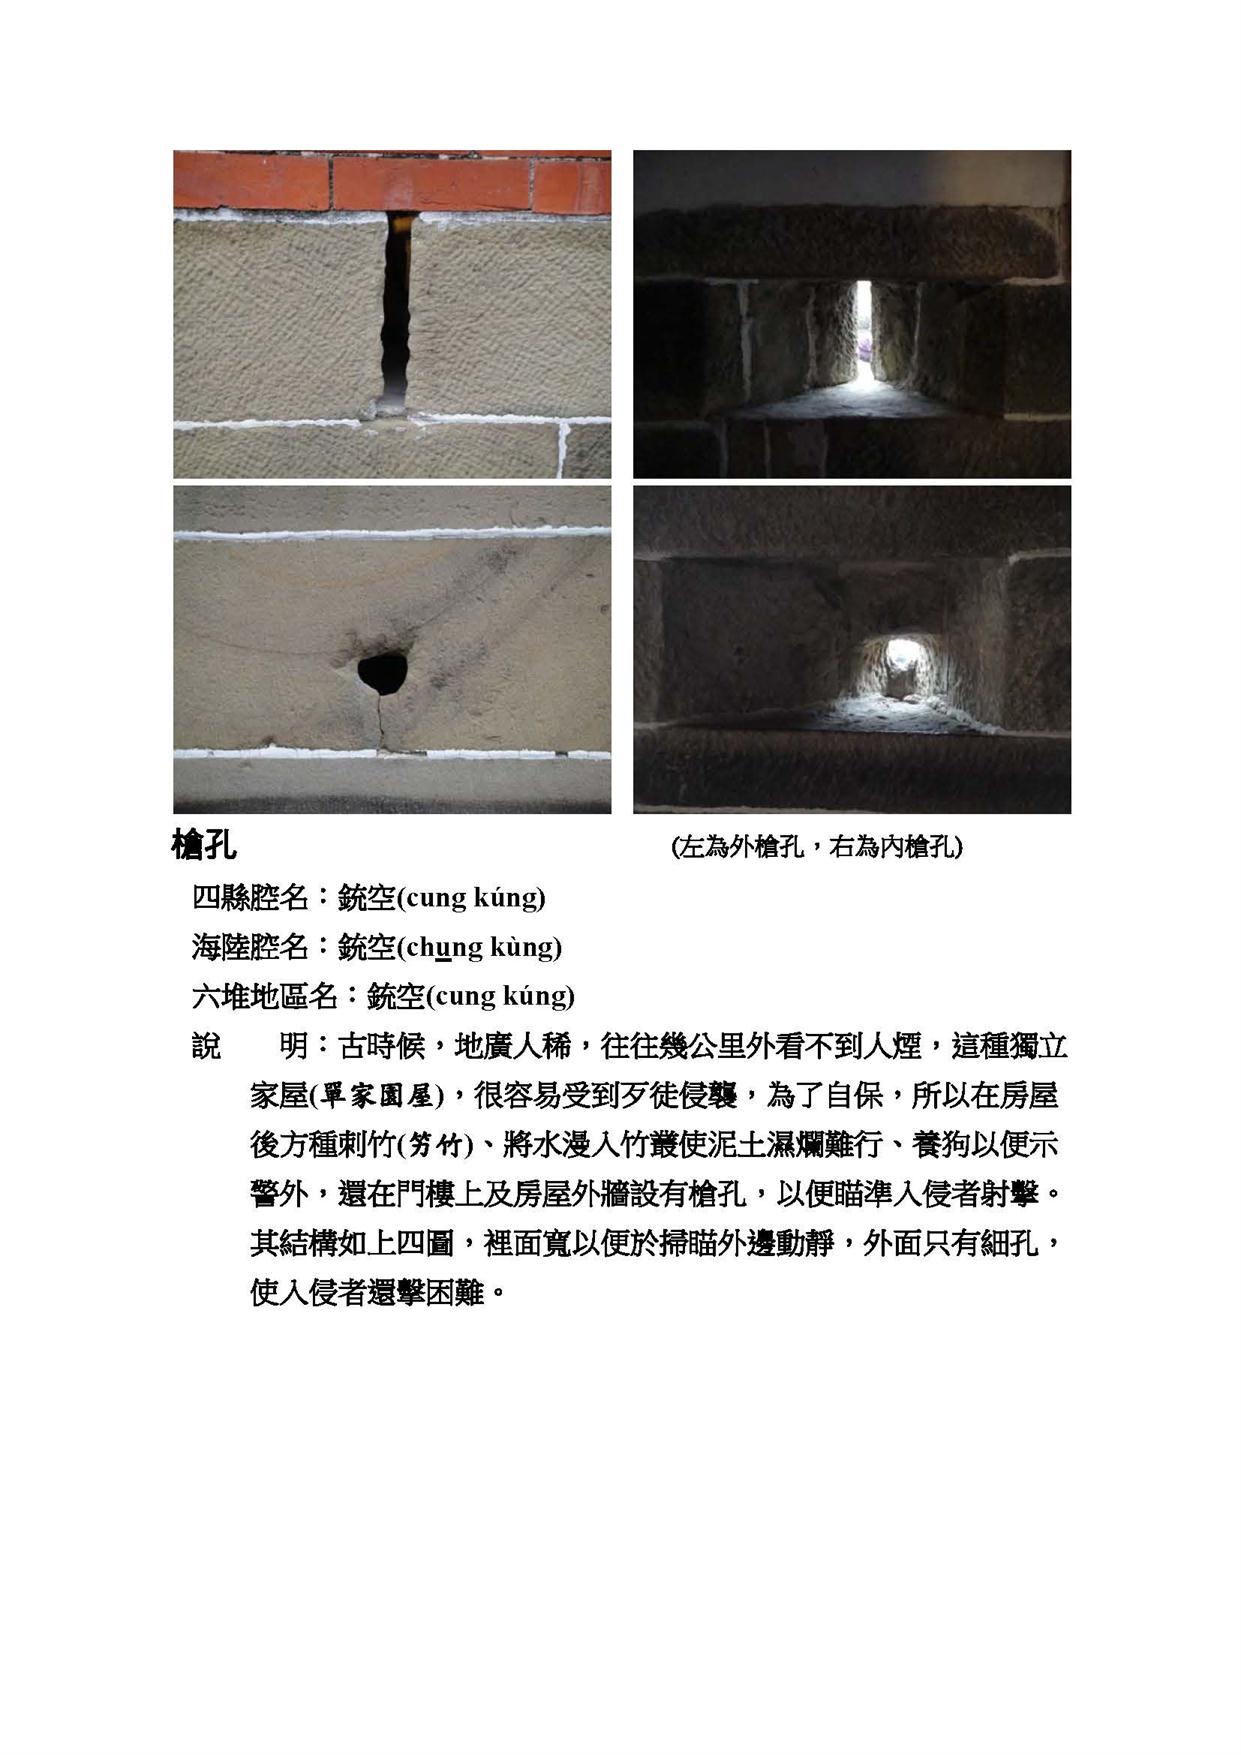 槍孔
(左為外槍孔，右為內槍孔)
四縣腔名：銃空(cung kúng)
海陸腔名：銃空(chung kùng)
六堆地區名：銃空(cung kúng)
說　　明：古時候，地廣人稀，往往幾公里外看不到人煙，這種獨立
家屋(單家園屋)，很容易受到歹徒侵襲，為了自保，所以在房屋
後方種刺竹(竻竹)、將水漫入竹叢使泥土濕爛難行、養狗以便示
警外，還在門樓上及房屋外牆設有槍孔，以便瞄準入侵者射擊。
其結構如上四圖，裡面寬以便於掃瞄外邊動靜，外面只有細孔，
使入侵者還擊困難。